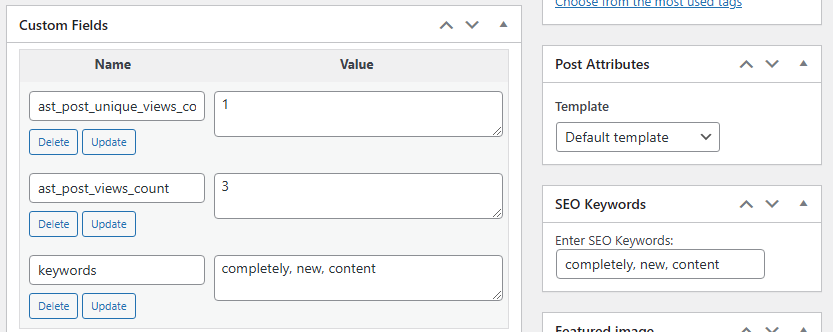 Custom Fields
Name Value
ast_post_unique_views_co 1
Delete Update
ast_post_views_count 3
Delete Update
keywords completely, new, content
Delete Update
Choose from the most used tags
Post Attributes
Template
Default template
SEO Keywords
Enter SEO Keywords:
completely, new, content
Featured image